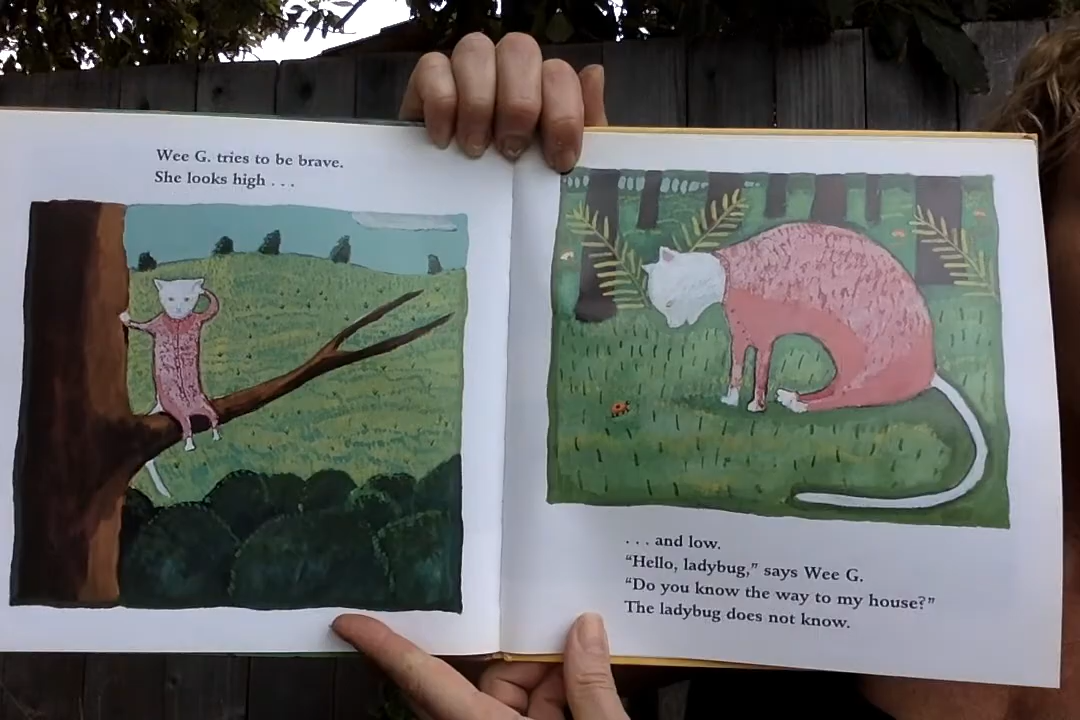 Wee G. tries to be brave.
She looks high . . .
. . . and low.
“Hello, ladybug,” says Wee G.
“Do you know the way to my house?”
The ladybug does not know.